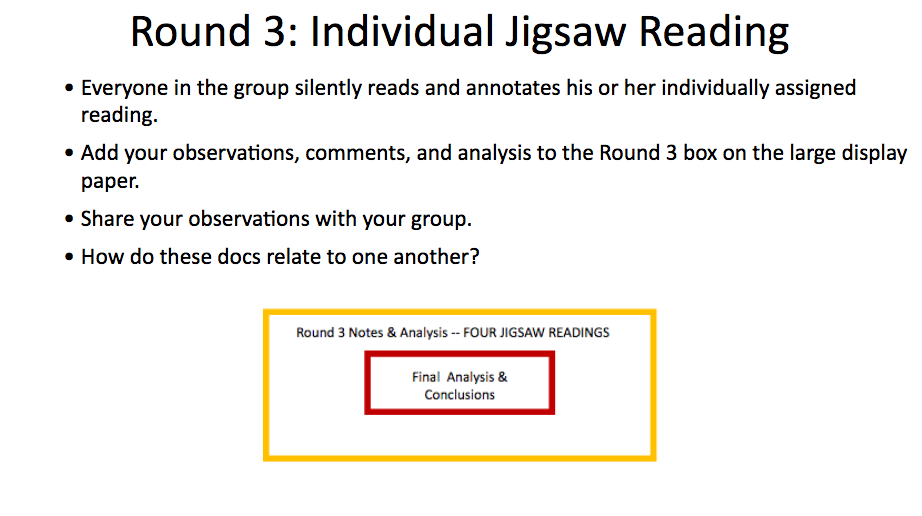 Round 3: Individual Jigsaw Reading
• Everyone in the group silently reads and annotates his or her individually assigned
reading.
• Add your observations, comments, and analysis to the Round 3 box on the large display
paper.
• Share your observations with your group.
• How do these docs relate to one another?
Round 3 Notes & Analysis -- FOUR JIGSAW READINGS
Final Analysis &
Conclusions